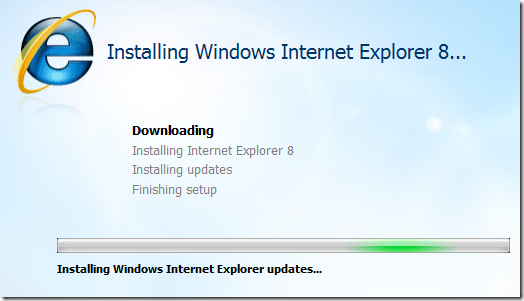 Installing Windows Internet Explorer 8...
Downloading
Installing Internet Explorer 8
Installing updates
Finishing setup
Installing Windows Internet Explorer updates...